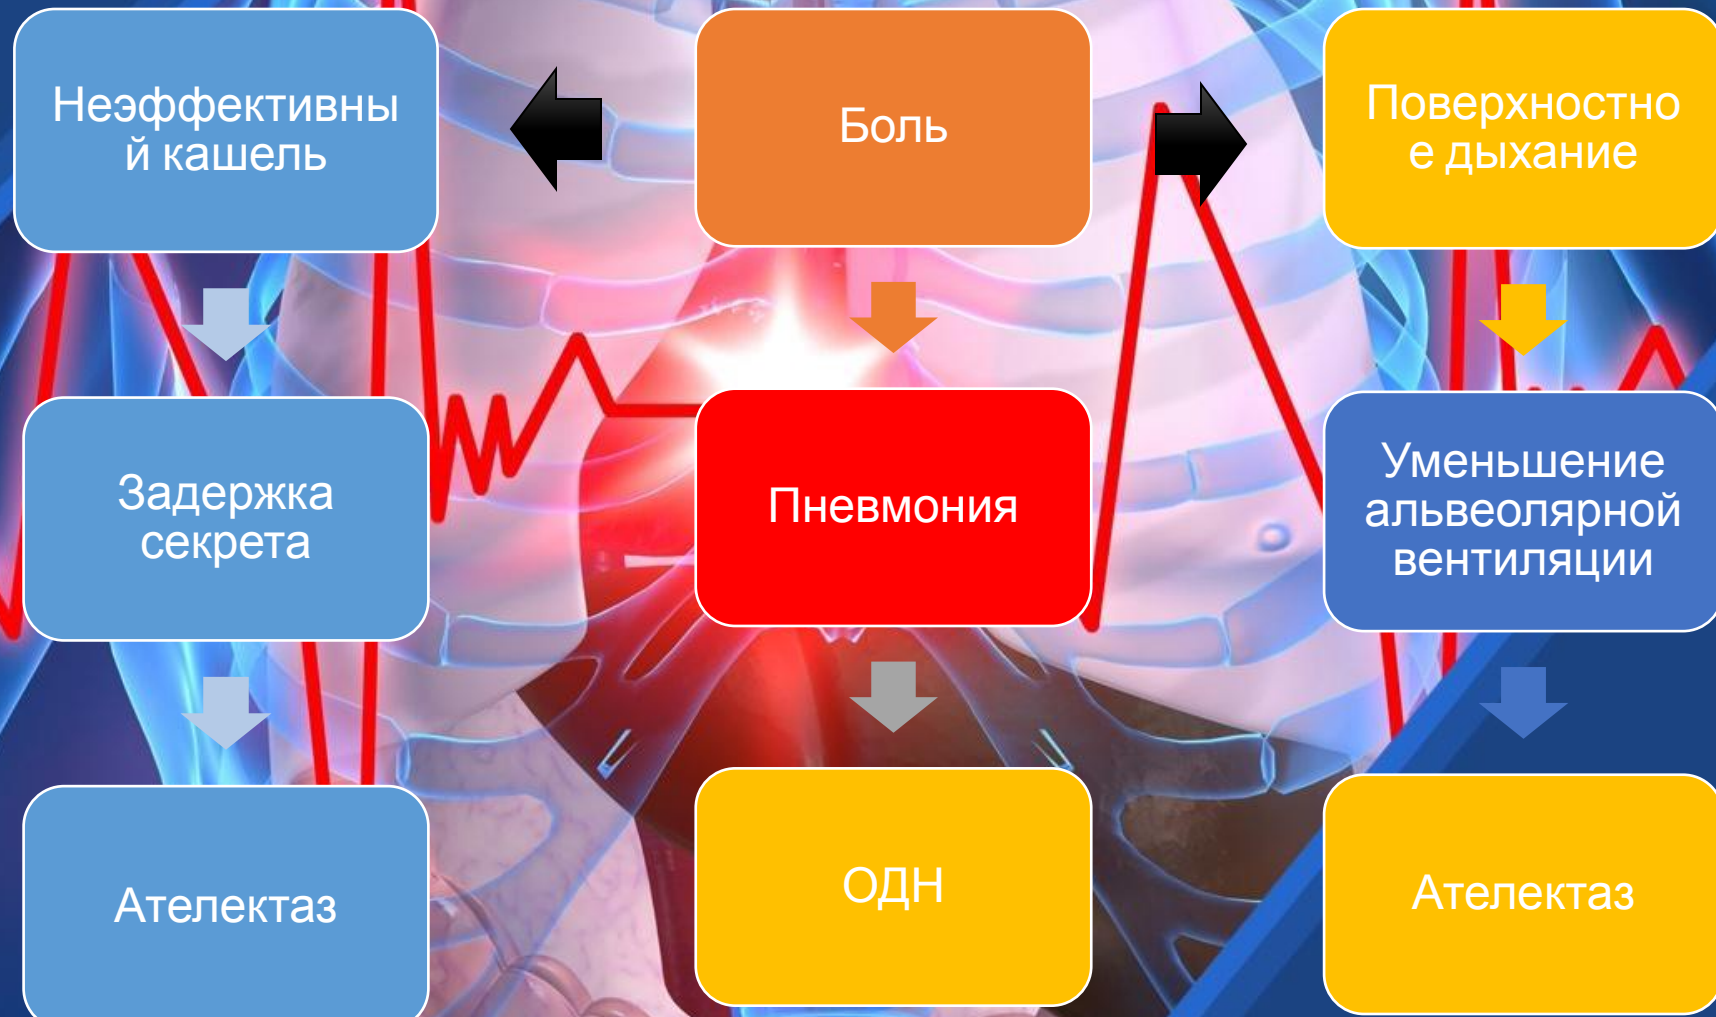 Неэффективны
й кашель
Боль
Поверхностно
е дыхание
Задержка
секрета
Пневмония
Уменьшение
альвеолярной
вентиляции
Ателектаз
ОДН
Ателектаз